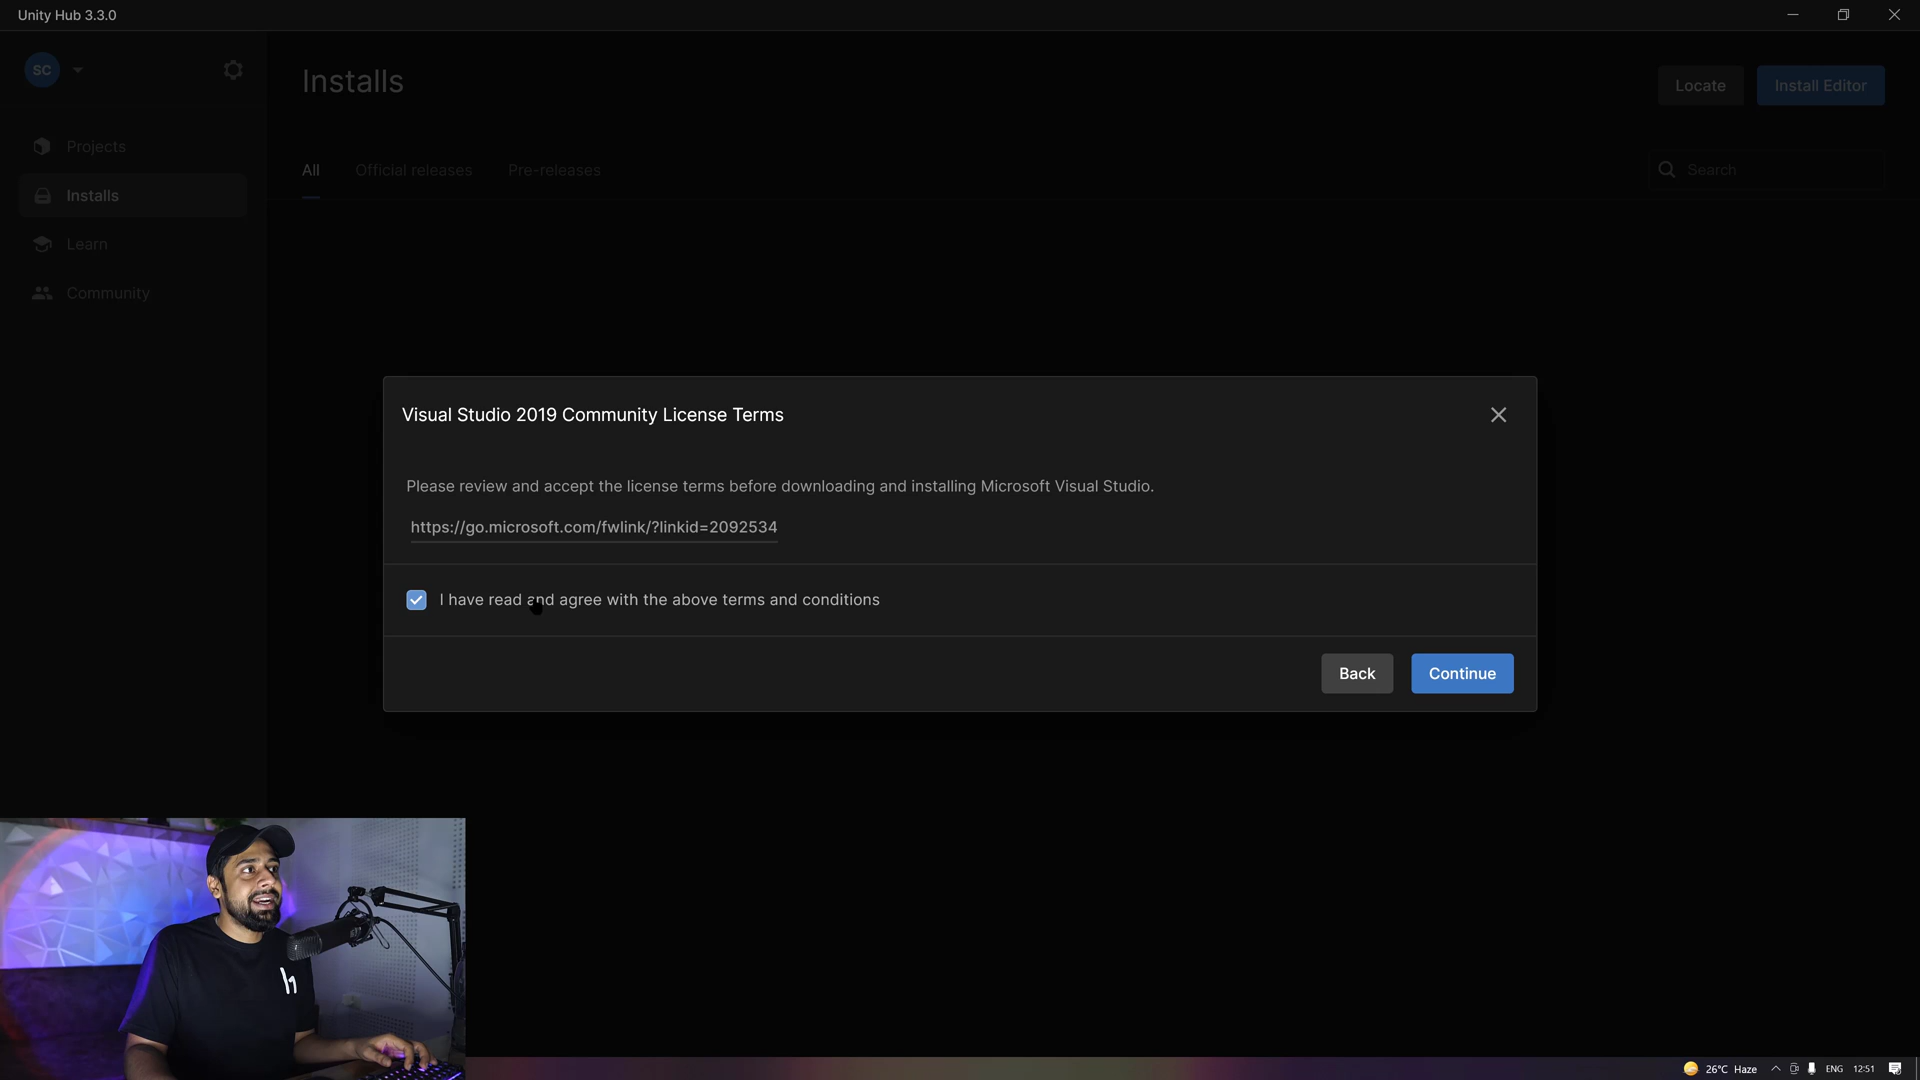 Unity Hub 3.3.0
SC
Installs
Locate
Install Editor
Projects
Installs
Learn
Community
All
Official releases
Pre-releases
Search
Visual Studio 2019 Community License Terms
Please review and accept the license terms before downloading and installing Microsoft Visual Studio.
https://go.microsoft.com/fwlink/?linkid=2092534
I have read and agree with the above terms and conditions
Back
Continue
26°C Haze
ENG
12:51